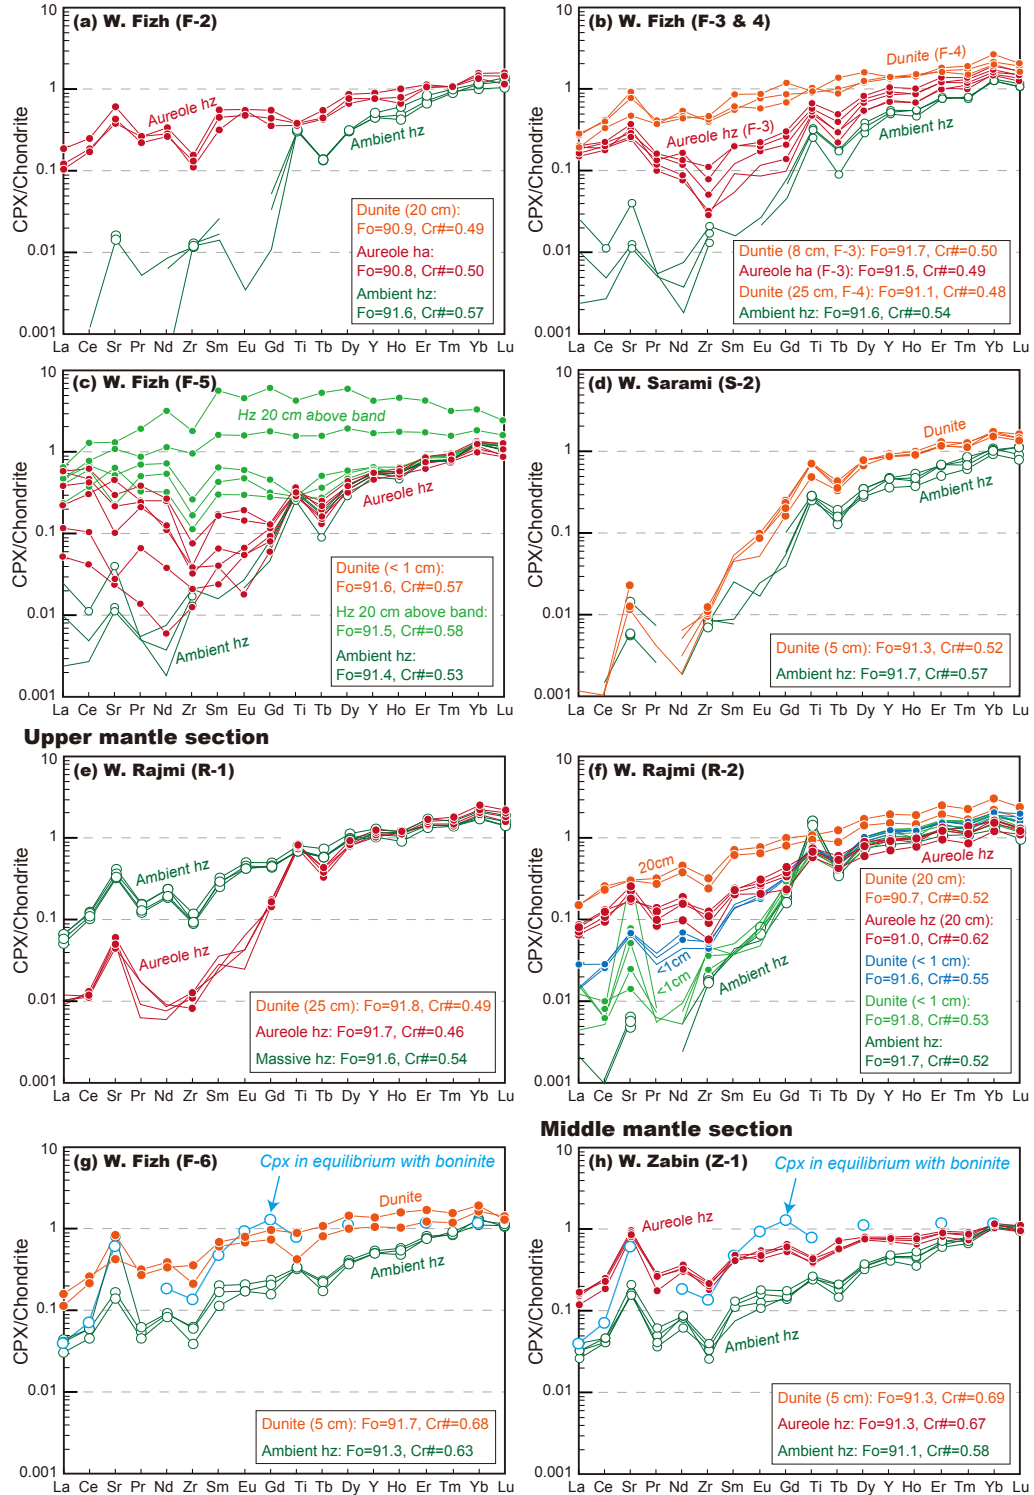 (a) W. Fizh (F-2)
CPX/Chondrite
10
1
0.1
0.01
0.001
Aureole hz
Ambient hz
Dunite (20 cm):
Fo=90.9, Cr#=0.49
Aureole ha:
Fo=90.8, Cr#=0.50
Ambient hz:
Fo=91.6, Cr#=0.57
La Ce Sr Pr Nd Zr Sm Eu Gd Ti Tb Dy Y Ho Er Tm Yb Lu
(b) W. Fizh (F-3 & 4)
10
1
0.1
0.01
0.001
Dunite (F-4)
Aureole hz (F-3)
Ambient hz
Duntie (8 cm, F-3): Fo=91.7, Cr#=0.50
Aureole ha (F-3): Fo=91.5, Cr#=0.49
Dunite (25 cm, F-4): Fo=91.1, Cr#=0.48
Ambient hz: Fo=91.6, Cr#=0.54
La Ce Sr Pr Nd Zr Sm Eu Gd Ti Tb Dy Y Ho Er Tm Yb Lu
(c) W. Fizh (F-5)
CPX/Chondrite
10
1
0.1
0.01
0.001
Hz 20 cm above band
Aureole hz
Ambient hz
Dunite (< 1 cm):
Fo=91.6, Cr#=0.57
Hz 20 cm above band:
Fo=91.5, Cr#=0.58
Ambient hz:
Fo=91.4, Cr#=0.53
La Ce Sr Pr Nd Zr Sm Eu Gd Ti Tb Dy Y Ho Er Tm Yb Lu
(d) W. Sarami (S-2)
10
1
0.1
0.01
0.001
Dunite
Ambient hz
Dunite (5 cm): Fo=91.3, Cr#=0.52
Ambient hz: Fo=91.7, Cr#=0.57
La Ce Sr Pr Nd Zr Sm Eu Gd Ti Tb Dy Y Ho Er Tm Yb Lu
Upper mantle section
(e) W. Rajmi (R-1)
CPX/Chondrite
10
1
0.1
0.01
0.001
Ambient hz
Aureole hz
Dunite (25 cm): Fo=91.8, Cr#=0.49
Aureole hz: Fo=91.7, Cr#=0.46
Massive hz: Fo=91.6, Cr#=0.54
La Ce Sr Pr Nd Zr Sm Eu Gd Ti Tb Dy Y Ho Er Tm Yb Lu
(f) W. Rajmi (R-2)
10
1
0.1
0.01
0.001
20cm
Aureole hz
<1cm
<1cm
Ambient hz
Dunite (20 cm):
Fo=90.7, Cr#=0.52
Aureole hz (20 cm):
Fo=91.0, Cr#=0.62
Dunite (< 1 cm):
Fo=91.6, Cr#=0.55
Dunite (< 1 cm):
Fo=91.8, Cr#=0.53
Ambient hz:
Fo=91.7, Cr#=0.52
La Ce Sr Pr Nd Zr Sm Eu Gd Ti Tb Dy Y Ho Er Tm Yb Lu
Middle mantle section
(g) W. Fizh (F-6)
CPX/Chondrite
10
1
0.1
0.01
0.001
Cpx in equilibrium with boninite
Dunite
Ambient hz
Dunite (5 cm): Fo=91.7, Cr#=0.68
Ambient hz: Fo=91.3, Cr#=0.63
La Ce Sr Pr Nd Zr Sm Eu Gd Ti Tb Dy Y Ho Er Tm Yb Lu
(h) W. Zabin (Z-1)
CPX/Chondrite
10
1
0.1
0.01
0.001
Cpx in equilibrium with boninite
Aureole hz
Ambient hz
Dunite (5 cm): Fo=91.3, Cr#=0.69
Aureole hz: Fo=91.3, Cr#=0.67
Ambient hz: Fo=91.1, Cr#=0.58
La Ce Sr Pr Nd Zr Sm Eu Gd Ti Tb Dy Y Ho Er Tm Yb Lu